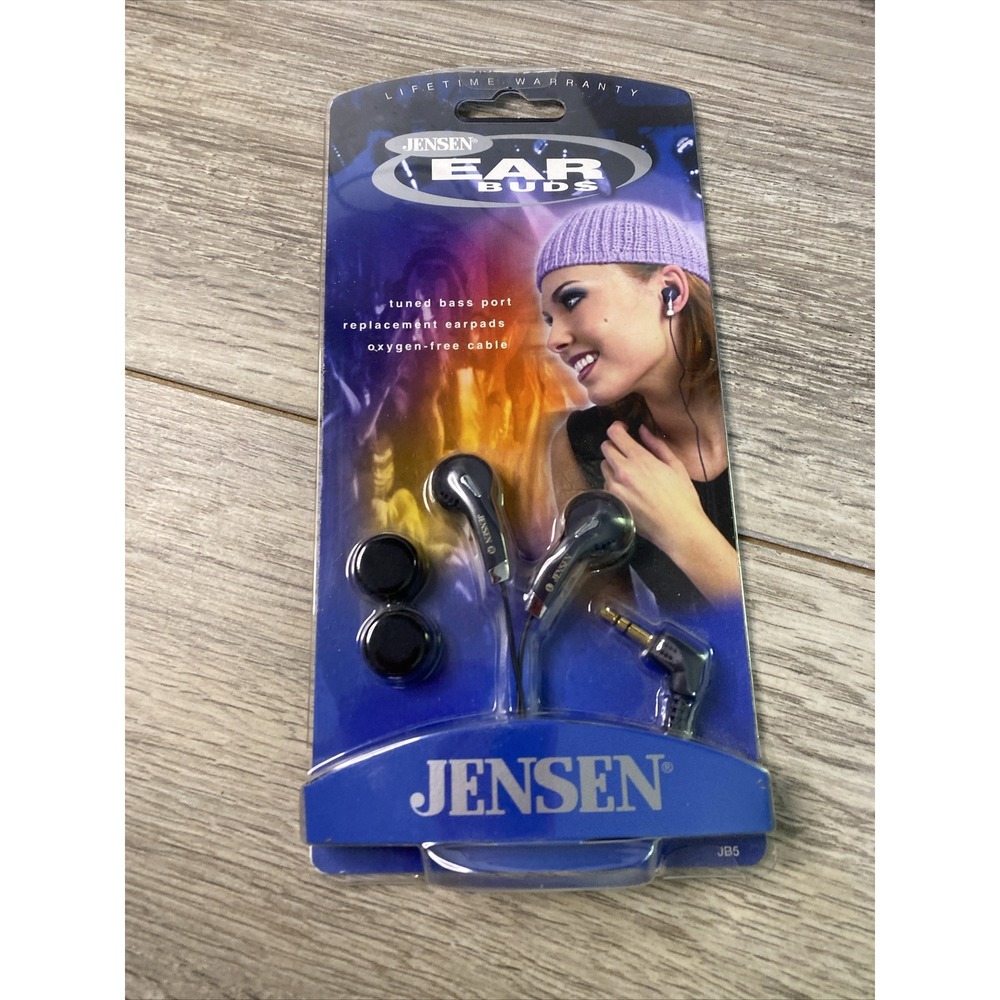 LIFETIME WARRANTY
JENSEN®
EAR
BUDS
tuned bass port
replacement earpads
oxygen-free cable
JENSEN
JENSEN
JENSEN®
JB5